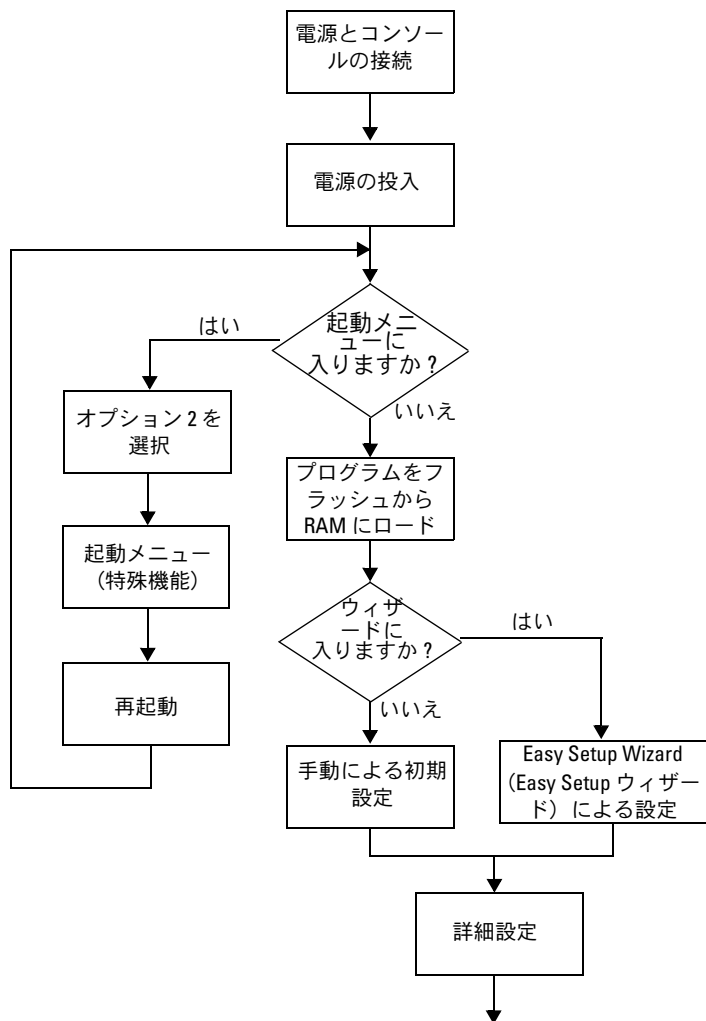 電源とコンソー
ルの接続
電源の投入
起動メニ
ューに
入りますか ?
はい
いいえ
オプション 2 を
選択
プログラムをフ
ラッシュから
RAM にロード
起動メニュー
（特殊機能）
ウィザ
ードに
入りますか ?
はい
いいえ
再起動
手動による初期
設定
Easy Setup Wizard
（Easy Setup ウィザー
ド）による設定
詳細設定